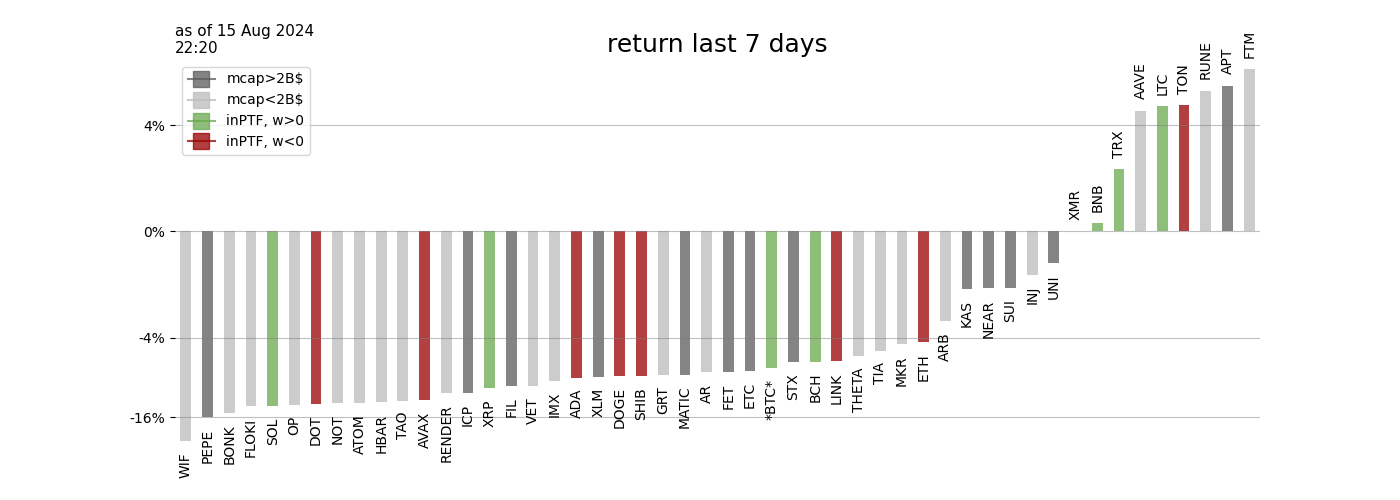 as of 15 Aug 2024
22:20
return last 7 days
mcap>2B$
mcap<2B$
inPTF, w>0
inPTF, w<0
4%
0%
-4%
-16%
WIF
PEPE
BONK
FLOKI
SOL
OP
DOT
NOT
ATOM
HBAR
TAO
AVAX
RENDER
ICP
XRP
FIL
VET
IMX
ADA
XLM
DOGE
SHIB
GRT
MATIC
AR
FET
ETC
*BTC*
STX
BCH
LINK
THETA
TIA
MKR
ETH
ARB
KAS
NEAR
SUI
INJ
UNI
XMR
BNB
TRX
AAVE
LTC
TON
RUNE
APT
FTM